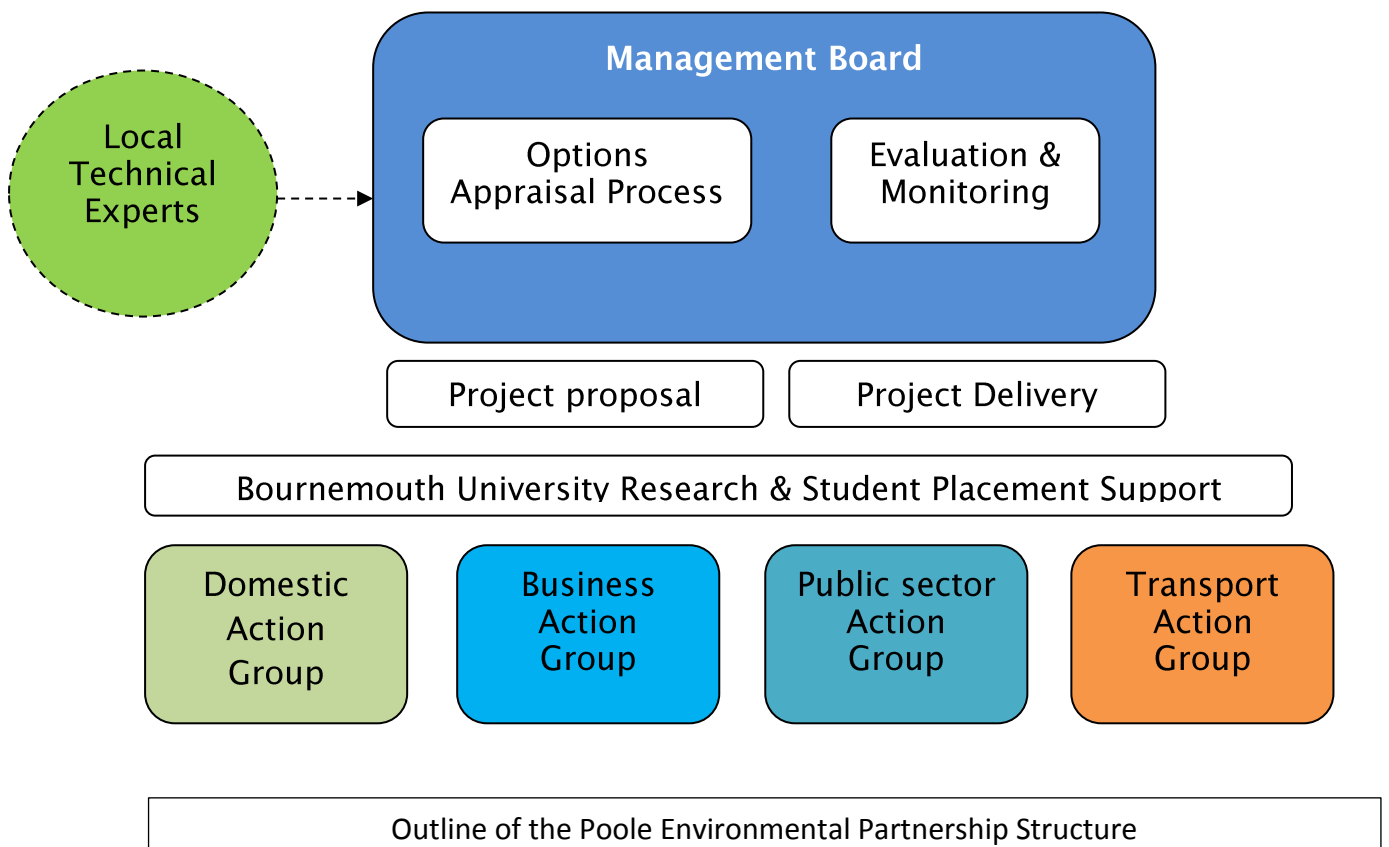 Management Board
Local
Technical
Experts
Options
Appraisal Process
Evaluation &
Monitoring
Project proposal
Project Delivery
Bournemouth University Research & Student Placement Support
Domestic
Action
Group
Business
Action
Group
Public sector
Action
Group
Transport
Action
Group
Outline of the Poole Environmental Partnership Structure